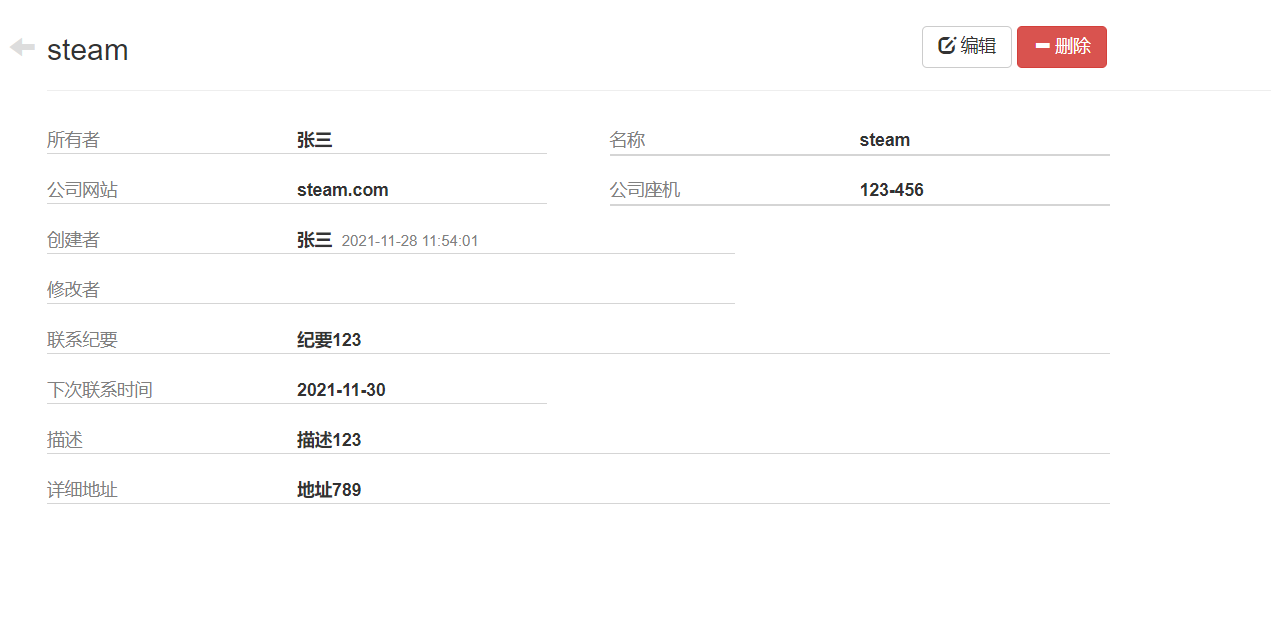 steam
编辑
删除
所有者 张三 名称 steam
公司网站 steam.com 公司座机 123-456
创建者 张三 2021-11-28 11:54:01
修改者
联系纪要 纪要123
下次联系时间 2021-11-30
描述 描述123
详细地址 地址789